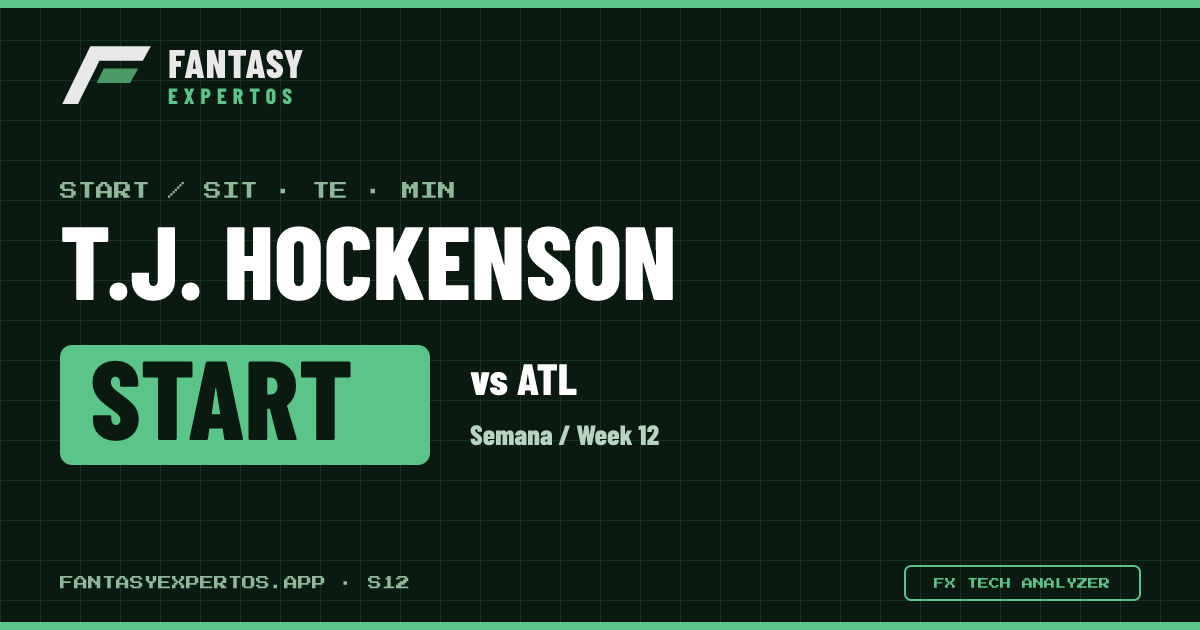 FANTASY
EXPERTOS
START / SIT · TE · MIN
T.J. HOCKENSON
START
vs ATL
Semana / Week 12
FANTASYEXPERTOS.APP · S12
FX TECH ANALYZER